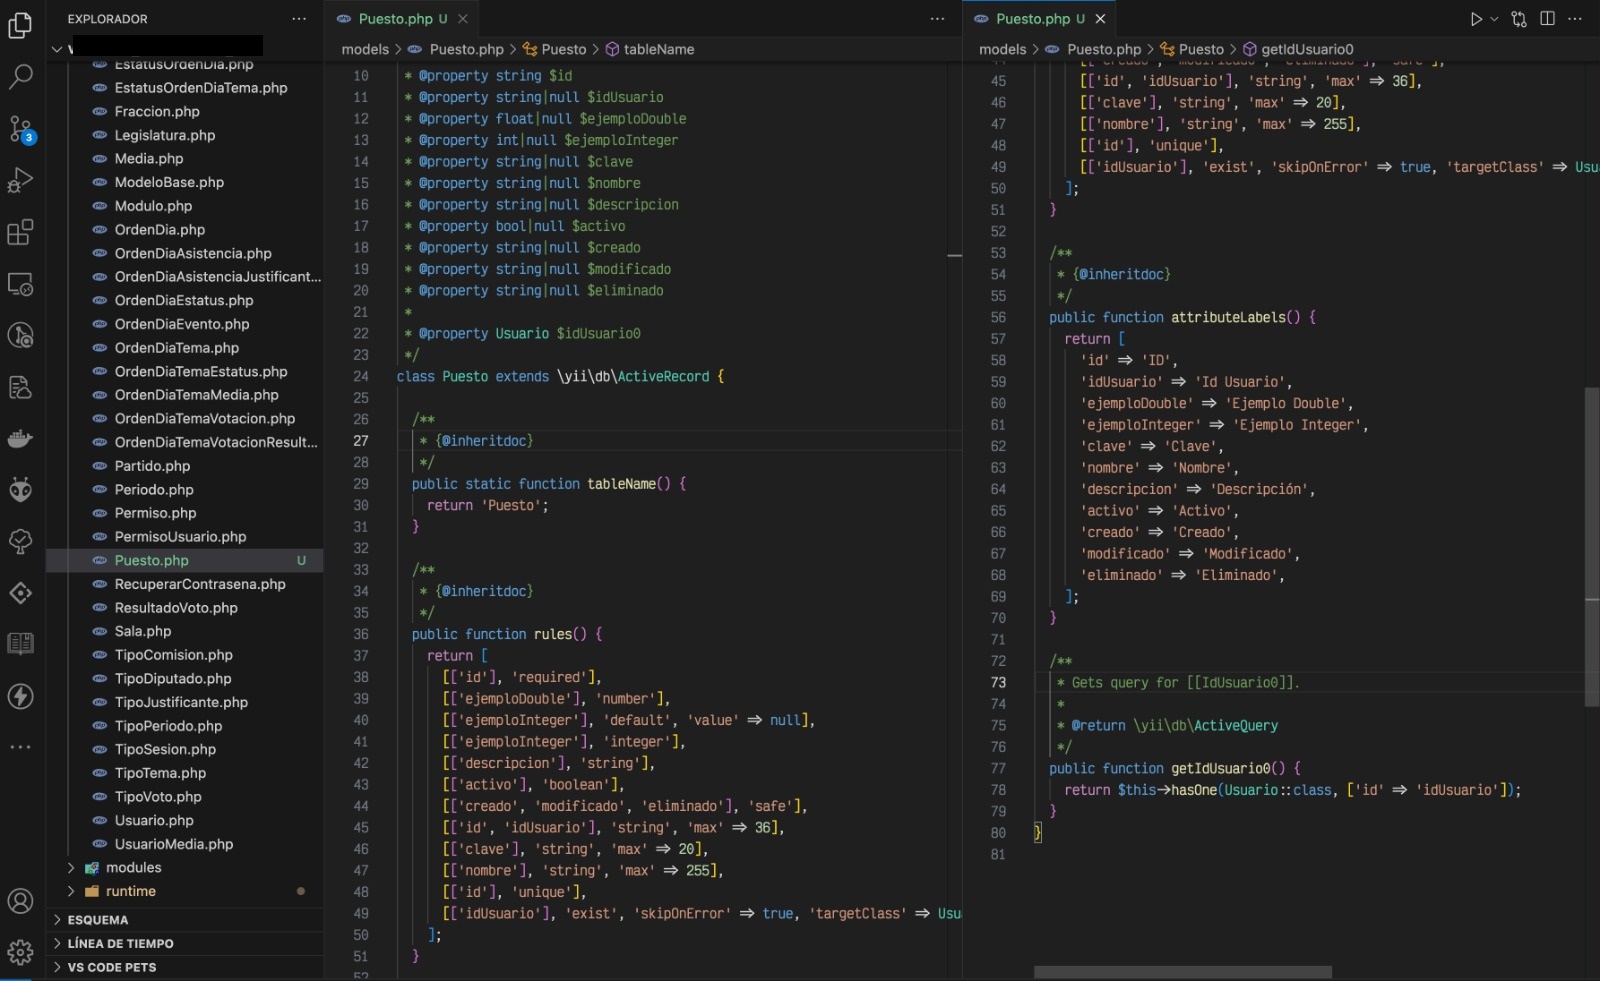 EXPLORADOR
EstatusOrdenDia.php
EstatusOrdenDiaTema.php
Fraccion.php
Legislatura.php
Media.php
ModeloBase.php
Modulo.php
OrdenDia.php
OrdenDiaAsistencia.php
OrdenDiaAsistenciaJustificant...
OrdenDiaEstatus.php
OrdenDiaEvento.php
OrdenDiaTema.php
OrdenDiaTemaEstatus.php
OrdenDiaTemaMedia.php
OrdenDiaTemaVotacion.php
OrdenDiaTemaVotacionResult...
Partido.php
Periodo.php
Permiso.php
PermisoUsuario.php
Puesto.php U
RecuperarContrasena.php
ResultadoVoto.php
Sala.php
TipoComision.php
TipoDiputado.php
TipoJustificante.php
TipoPeriodo.php
TipoSesion.php
TipoTema.php
TipoVoto.php
Usuario.php
UsuarioMedia.php
modules
runtime
ESQUEMA
LÍNEA DE TIEMPO
VS CODE PETS
3
Puesto.php U
models > Puesto.php > Puesto > tableName
10 * @property string $id
11 * @property string|null $idUsuario
12 * @property float|null $ejemploDouble
13 * @property int|null $ejemploInteger
14 * @property string|null $clave
15 * @property string|null $nombre
16 * @property string|null $descripcion
17 * @property bool|null $activo
18 * @property string|null $creado
19 * @property string|null $modificado
20 * @property string|null $eliminado
21 *
22 * @property Usuario $idUsuario0
23 */
24 class Puesto extends \yii\db\ActiveRecord {
25
26 /**
27 * {@inheritdoc}
28 */
29 public static function tableName() {
30 return 'Puesto';
31 }
32
33 /**
34 * {@inheritdoc}
35 */
36 public function rules() {
37 return [
38 [['id'], 'required'],
39 [['ejemploDouble'], 'number'],
40 [['ejemploInteger'], 'default', 'value' => null],
41 [['ejemploInteger'], 'integer'],
42 [['descripcion'], 'string'],
43 [['activo'], 'boolean'],
44 [['creado', 'modificado', 'eliminado'], 'safe'],
45 [['id', 'idUsuario'], 'string', 'max' => 36],
46 [['clave'], 'string', 'max' => 20],
47 [['nombre'], 'string', 'max' => 255],
48 [['id'], 'unique'],
49 [['idUsuario'], 'exist', 'skipOnError' => true, 'targetClass' => Usu
50 ];
51 }
52
Puesto.php U
models > Puesto.php > Puesto > getIdUsuario0
44 [['creado', 'modificado', 'eliminado'], 'safe'],
45 [['id', 'idUsuario'], 'string', 'max' => 36],
46 [['clave'], 'string', 'max' => 20],
47 [['nombre'], 'string', 'max' => 255],
48 [['id'], 'unique'],
49 [['idUsuario'], 'exist', 'skipOnError' => true, 'targetClass' => Usu
50 ];
51 }
52
53 /**
54 * {@inheritdoc}
55 */
56 public function attributeLabels() {
57 return [
58 'id' => 'ID',
59 'idUsuario' => 'Id Usuario',
60 'ejemploDouble' => 'Ejemplo Double',
61 'ejemploInteger' => 'Ejemplo Integer',
62 'clave' => 'Clave',
63 'nombre' => 'Nombre',
64 'descripcion' => 'Descripción',
65 'activo' => 'Activo',
66 'creado' => 'Creado',
67 'modificado' => 'Modificado',
68 'eliminado' => 'Eliminado',
69 ];
70 }
71
72 /**
73 * Gets query for [[IdUsuario0]].
74 *
75 * @return \yii\db\ActiveQuery
76 */
77 public function getIdUsuario0() {
78 return $this->hasOne(Usuario::class, ['id' => 'idUsuario']);
79 }
80 }
81